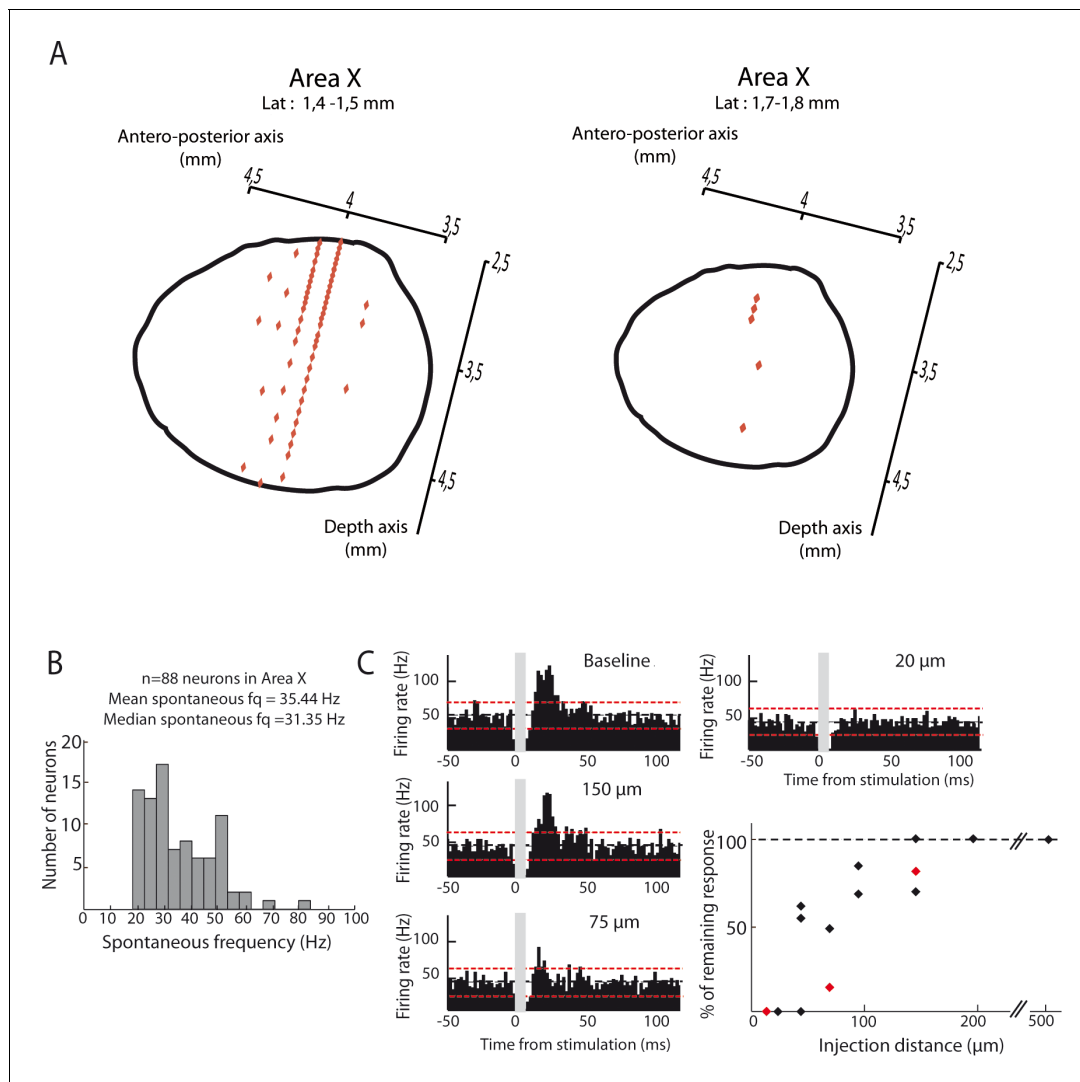 A
Area X
Lat : 1,4 -1,5 mm
Antero-posterior axis
(mm)
4,5
4
3,5
2,5
3,5
4,5
Depth axis
(mm)
Area X
Lat : 1,7-1,8 mm
Antero-posterior axis
(mm)
4,5
4
3,5
2,5
3,5
4,5
Depth axis
(mm)
B
n=88 neurons in Area X
Mean spontaneous fq = 35.44 Hz
Median spontaneous fq =31.35 Hz
Number of neurons
20
15
10
5
0 10 20 30 40 50 60 70 80 90 100
Spontaneous frequency (Hz)
C
Baseline
Firing rate (Hz)
100
50
-50 0 50 100
150 µm
Firing rate (Hz)
100
50
-50 0 50 100
75 µm
Firing rate (Hz)
100
50
-50 0 50 100
Time from stimulation (ms)
20 µm
Firing rate (Hz)
100
50
-50 0 50 100
Time from stimulation (ms)
% of remaining response
100
50
100 200 500
Injection distance (µm)